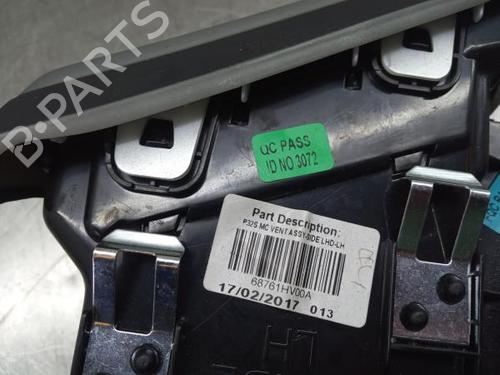 B-PARTS
QC PASS
ID NO 3072
Part Description:
P32S MC VENT ASSY-SIDE LHD-LH
68761HV00A
17/02/2017 013